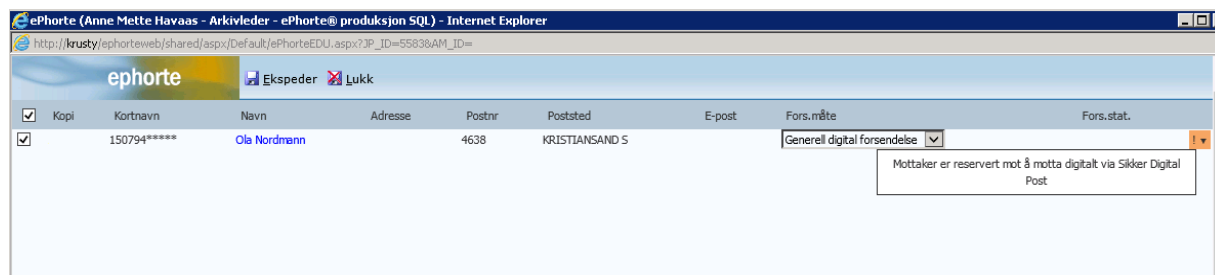 ePhorte (Anne Mette Havaas - Arkivleder - ePhorte® produksjon SQL) - Internet Explorer
http://krusty/ephorteweb/shared/aspx/Default/ePhorteEDU.aspx?JP_ID=5583&AM_ID=
ephorte Ekspeder Lukk
Kopi Kortnavn Navn Adresse Postnr Poststed E-post Fors.måte Fors.stat.
150794***** Ola Nordmann 4638 KRISTIANSAND S Generell digital forsendelse !
Mottaker er reservert mot å motta digitalt via Sikker Digital
Post